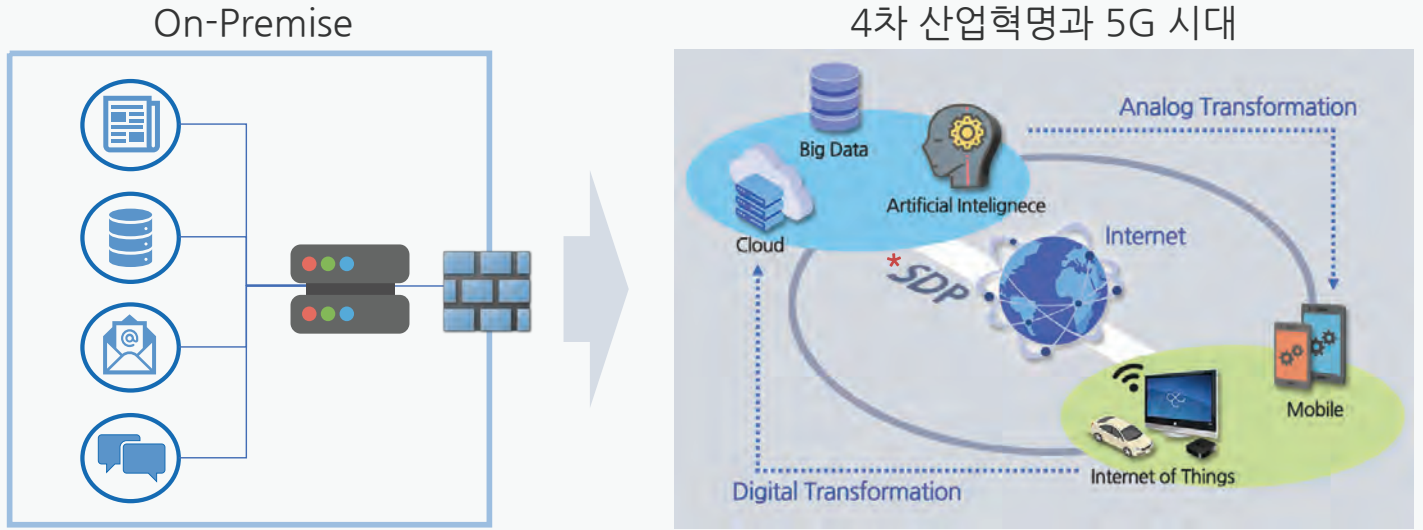 On-Premise
@
4차 산업혁명과 5G 시대
Analog Transformation
Big Data
Artificial Intelignece
Cloud
Internet
* SDP
Mobile
Internet of Things
Digital Transformation